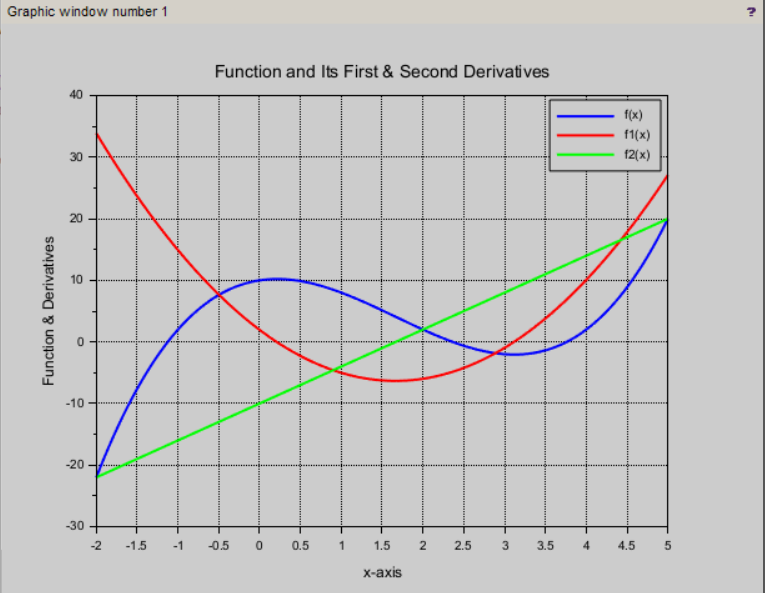 Graphic window number 1
?
Function and Its First & Second Derivatives
40
30
20
10
0
-10
-20
-30
Function & Derivatives
f(x)
f1(x)
f2(x)
-2 -1.5 -1 -0.5 0 0.5 1 1.5 2 2.5 3 3.5 4 4.5 5
x-axis